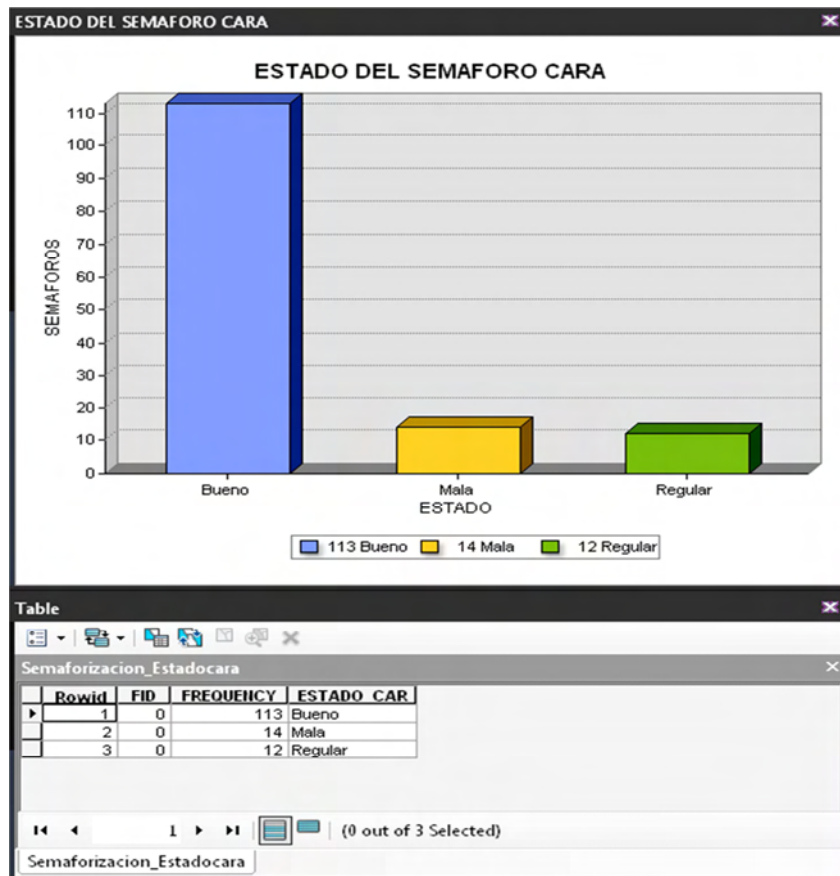 ESTADO DEL SEMAFORO CARA
ESTADO DEL SEMAFORO CARA
SEMAFOROS
110
100
90
80
70
60
50
40
30
20
10
0
Bueno Mala Regular
ESTADO
113 Bueno 14 Mala 12 Regular
Table
Semaforizacion_Estadocara
Rowid FID FREQUENCY ESTADO_CAR
1 0 113 Bueno
2 0 14 Mala
3 0 12 Regular
1 (0 out of 3 Selected)
Semaforizacion_Estadocara